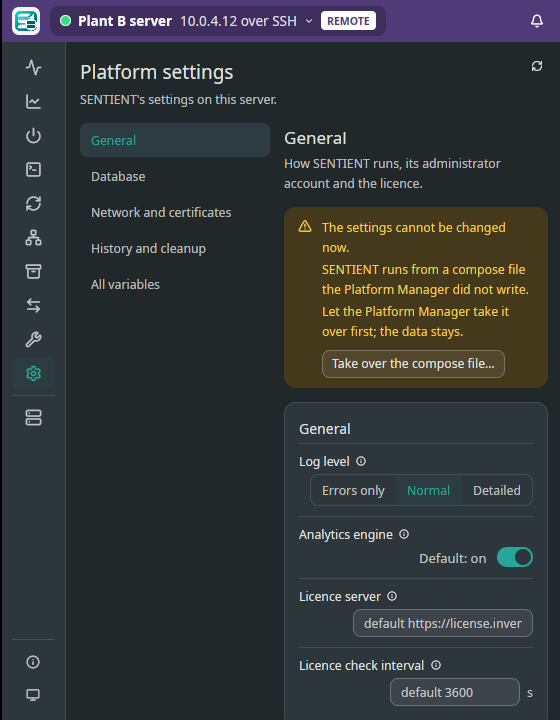 Plant B server 10.0.4.12 over SSH REMOTE
Platform settings
SENTIENT's settings on this server.
General
Database
Network and certificates
History and cleanup
All variables
General
How SENTIENT runs, its administrator
account and the licence.
The settings cannot be changed
now.
SENTIENT runs from a compose file
the Platform Manager did not write.
Let the Platform Manager take it
over first; the data stays.
Take over the compose file...
General
Log level
Errors only Normal Detailed
Analytics engine
Default: on
Licence server
default https://license.inver
Licence check interval
default 3600 s